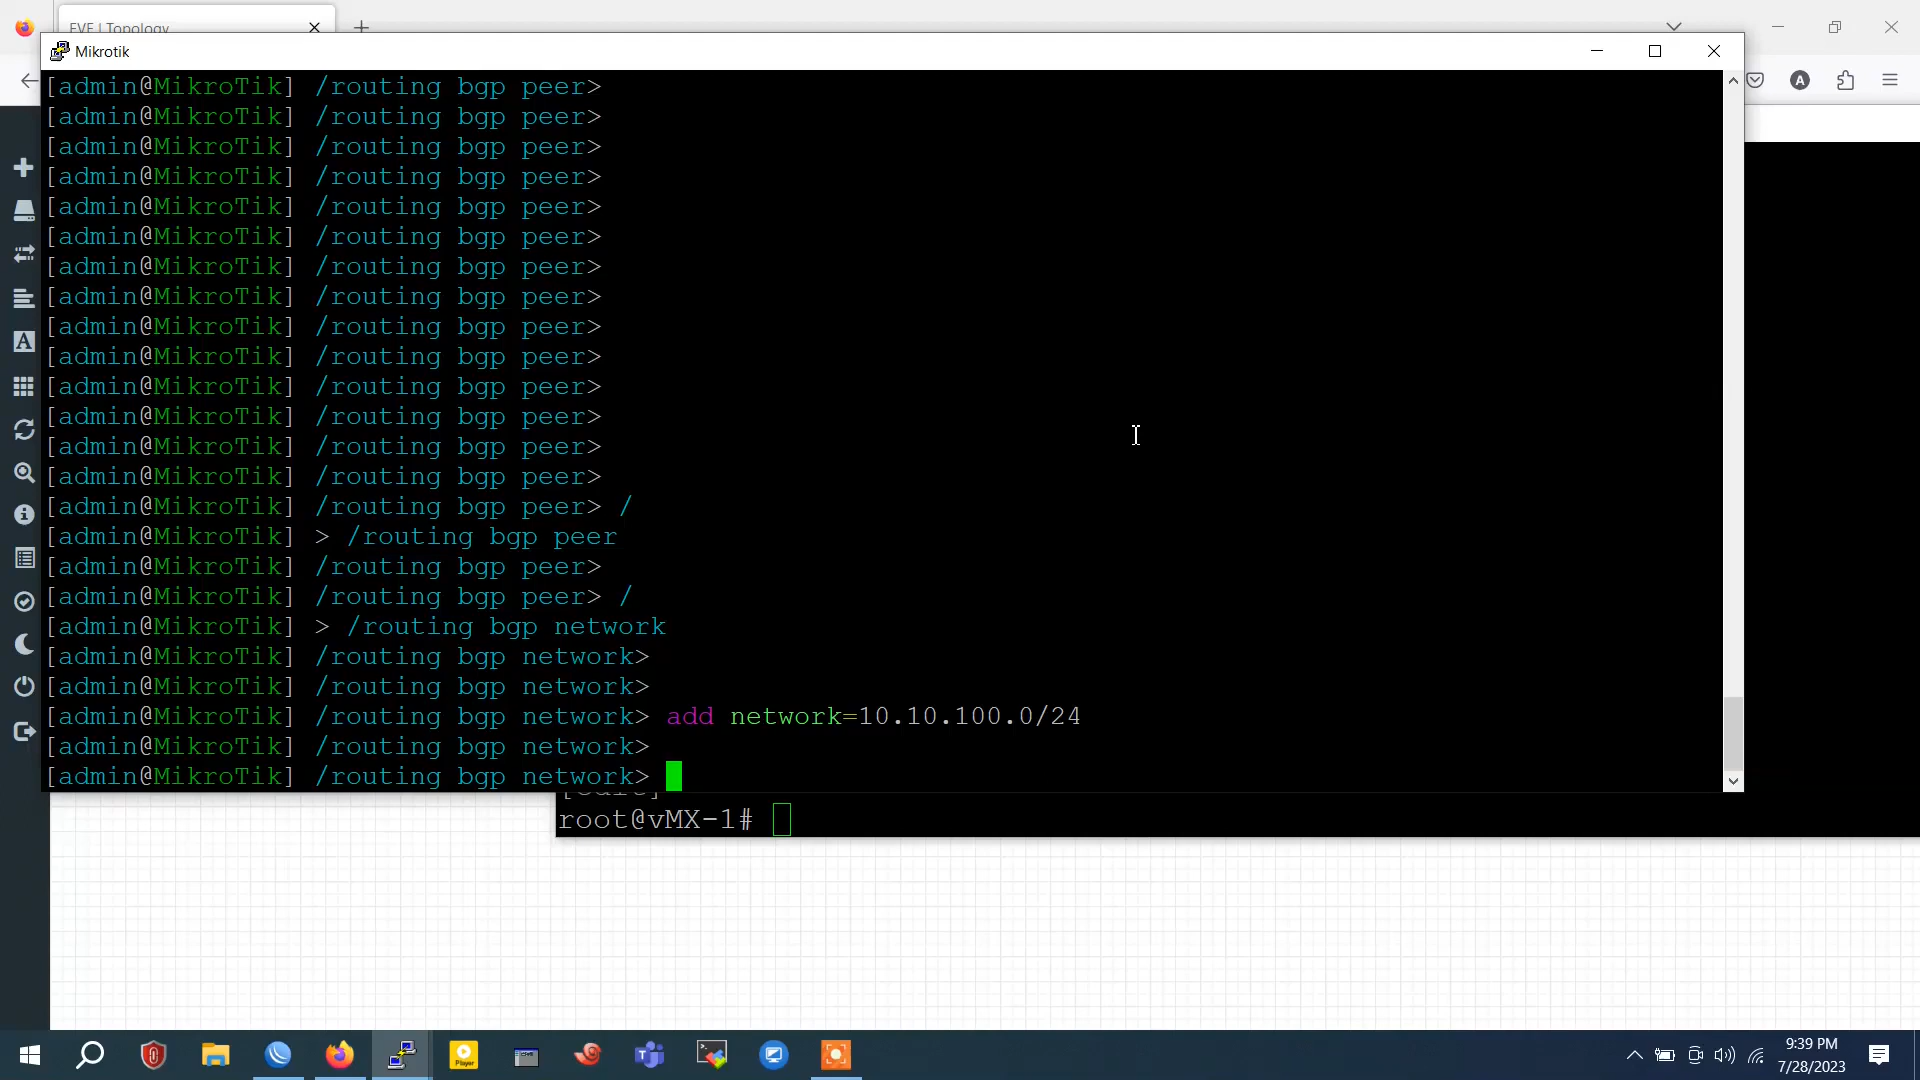 EVE | Topology
Mikrotik
[admin@MikroTik] /routing bgp peer>
[admin@MikroTik] /routing bgp peer>
[admin@MikroTik] /routing bgp peer>
[admin@MikroTik] /routing bgp peer>
[admin@MikroTik] /routing bgp peer>
[admin@MikroTik] /routing bgp peer>
[admin@MikroTik] /routing bgp peer>
[admin@MikroTik] /routing bgp peer>
[admin@MikroTik] /routing bgp peer>
[admin@MikroTik] /routing bgp peer>
[admin@MikroTik] /routing bgp peer>
[admin@MikroTik] /routing bgp peer>
[admin@MikroTik] /routing bgp peer>
[admin@MikroTik] /routing bgp peer>
[admin@MikroTik] /routing bgp peer> /
[admin@MikroTik] > /routing bgp peer
[admin@MikroTik] /routing bgp peer>
[admin@MikroTik] /routing bgp peer> /
[admin@MikroTik] > /routing bgp network
[admin@MikroTik] /routing bgp network>
[admin@MikroTik] /routing bgp network>
[admin@MikroTik] /routing bgp network> add network=10.10.100.0/24
[admin@MikroTik] /routing bgp network>
[admin@MikroTik] /routing bgp network>
[edit]
root@vMX-1#
A
A
Player
9:39 PM
7/28/2023